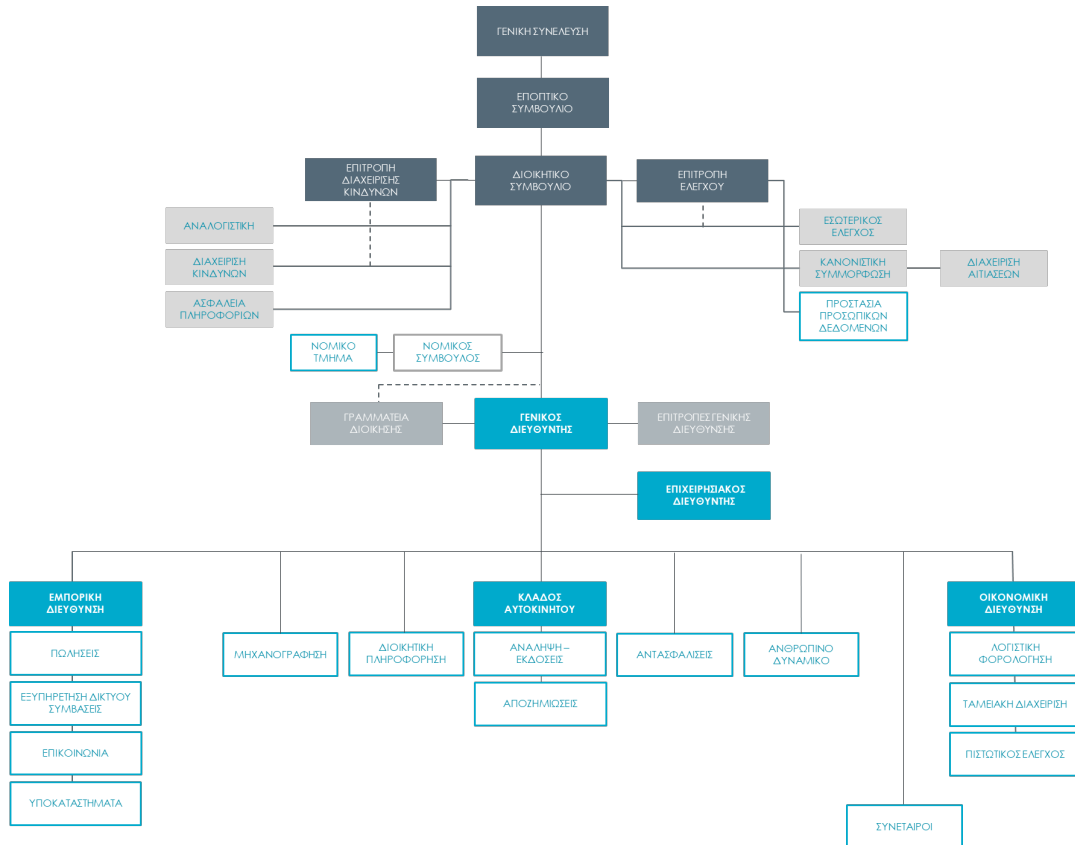 ΓΕΝΙΚΗ ΣΥΝΕΛΕΥΣΗ
ΕΠΟΠΤΙΚΟ
ΣΥΜΒΟΥΛΙΟ
ΕΠΙΤΡΟΠΗ
ΔΙΑΧΕΙΡΙΣΗΣ
ΚΙΝΔΥΝΩΝ
ΔΙΟΙΚΗΤΙΚΟ
ΣΥΜΒΟΥΛΙΟ
ΕΠΙΤΡΟΠΗ
ΕΛΕΓΧΟΥ
ΑΝΑΛΟΓΙΣΤΙΚΗ
ΕΣΩΤΕΡΙΚΟΣ
ΕΛΕΓΧΟΣ
ΔΙΑΧΕΙΡΙΣΗ
ΚΙΝΔΥΝΩΝ
ΚΑΝΟΝΙΣΤΙΚΗ
ΣΥΜΜΟΡΦΩΣΗ
ΔΙΑΧΕΙΡΙΣΗ
ΑΙΤΙΑΣΕΩΝ
ΑΣΦΑΛΕΙΑ
ΠΛΗΡΟΦΟΡΙΩΝ
ΠΡΟΣΤΑΣΙΑ
ΠΡΟΣΩΠΙΚΩΝ
ΔΕΔΟΜΕΝΩΝ
ΝΟΜΙΚΟ
ΤΜΗΜΑ
ΝΟΜΙΚΟΣ
ΣΥΜΒΟΥΛΟΣ
ΓΡΑΜΜΑΤΕΙΑ
ΔΙΟΙΚΗΣΗΣ
ΓΕΝΙΚΟΣ
ΔΙΕΥΘΥΝΤΗΣ
ΕΠΙΤΡΟΠΕΣ ΓΕΝΙΚΗΣ
ΔΙΕΥΘΥΝΣΗΣ
ΕΠΙΧΕΙΡΗΣΙΑΚΟΣ
ΔΙΕΥΘΥΝΤΗΣ
ΕΜΠΟΡΙΚΗ
ΔΙΕΥΘΥΝΣΗ
ΚΛΑΔΟΣ
ΑΥΤΟΚΙΝΗΤΟΥ
ΟΙΚΟΝΟΜΙΚΗ
ΔΙΕΥΘΥΝΣΗ
ΠΩΛΗΣΕΙΣ
ΜΗΧΑΝΟΓΡΑΦΗΣΗ
ΔΙΟΙΚΗΤΙΚΗ
ΠΛΗΡΟΦΟΡΗΣΗ
ΑΝΑΛΗΨΗ –
ΕΚΔΟΣΕΙΣ
ΑΝΤΑΣΦΑΛΙΣΕΙΣ
ΑΝΘΡΩΠΙΝΟ
ΔΥΝΑΜΙΚΟ
ΛΟΓΙΣΤΙΚΗ
ΦΟΡΟΛΟΓΗΣΗ
ΕΞΥΠΗΡΕΤΗΣΗ ΔΙΚΤΥΟΥ
ΣΥΜΒΑΣΕΙΣ
ΑΠΟΖΗΜΙΩΣΕΙΣ
ΤΑΜΕΙΑΚΗ ΔΙΑΧΕΙΡΙΣΗ
ΕΠΙΚΟΙΝΩΝΙΑ
ΠΙΣΤΩΤΙΚΟΣ ΕΛΕΓΧΟΣ
ΥΠΟΚΑΤΑΣΤΗΜΑΤΑ
ΣΥΝΕΤΑΙΡΟΙ